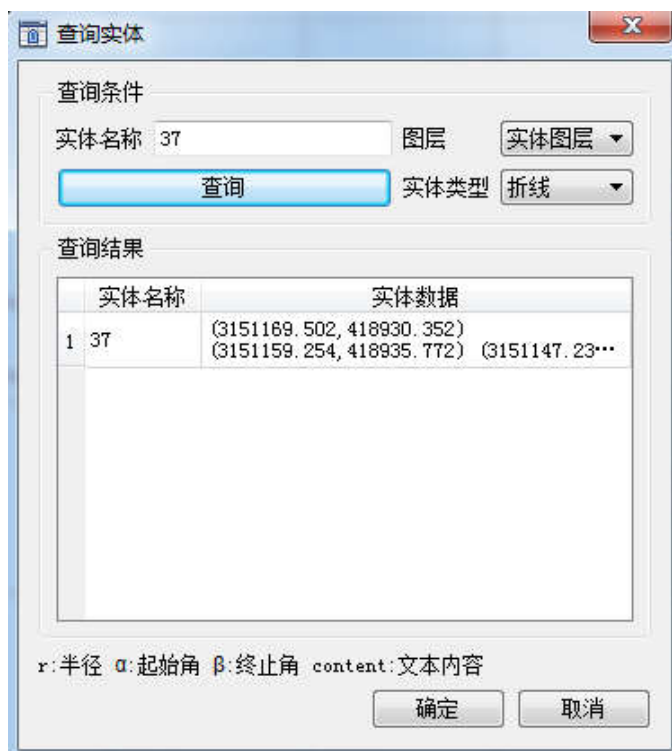 查询实体
查询条件
实体名称 37 图层 实体图层
查询 实体类型 折线
查询结果
实体名称 实体数据
1 37 (3151169.502,418930.352)
(3151159.254,418935.772) (3151147.23…
r:半径 α:起始角 β:终止角 content:文本内容
确定 取消